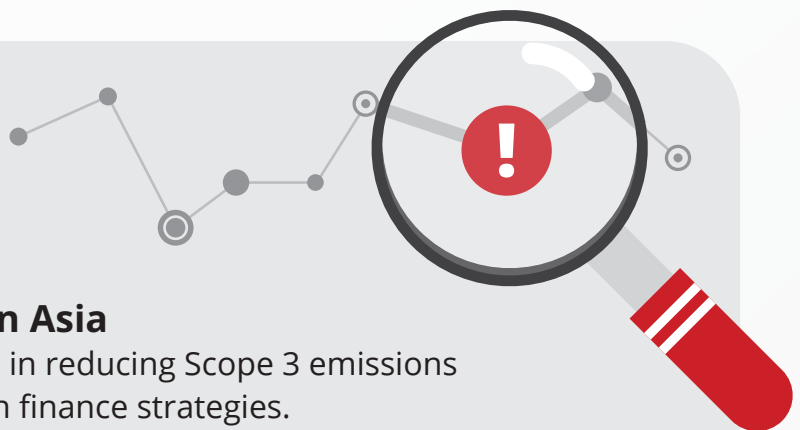 n Asia
in reducing Scope 3 emissions
n finance strategies.